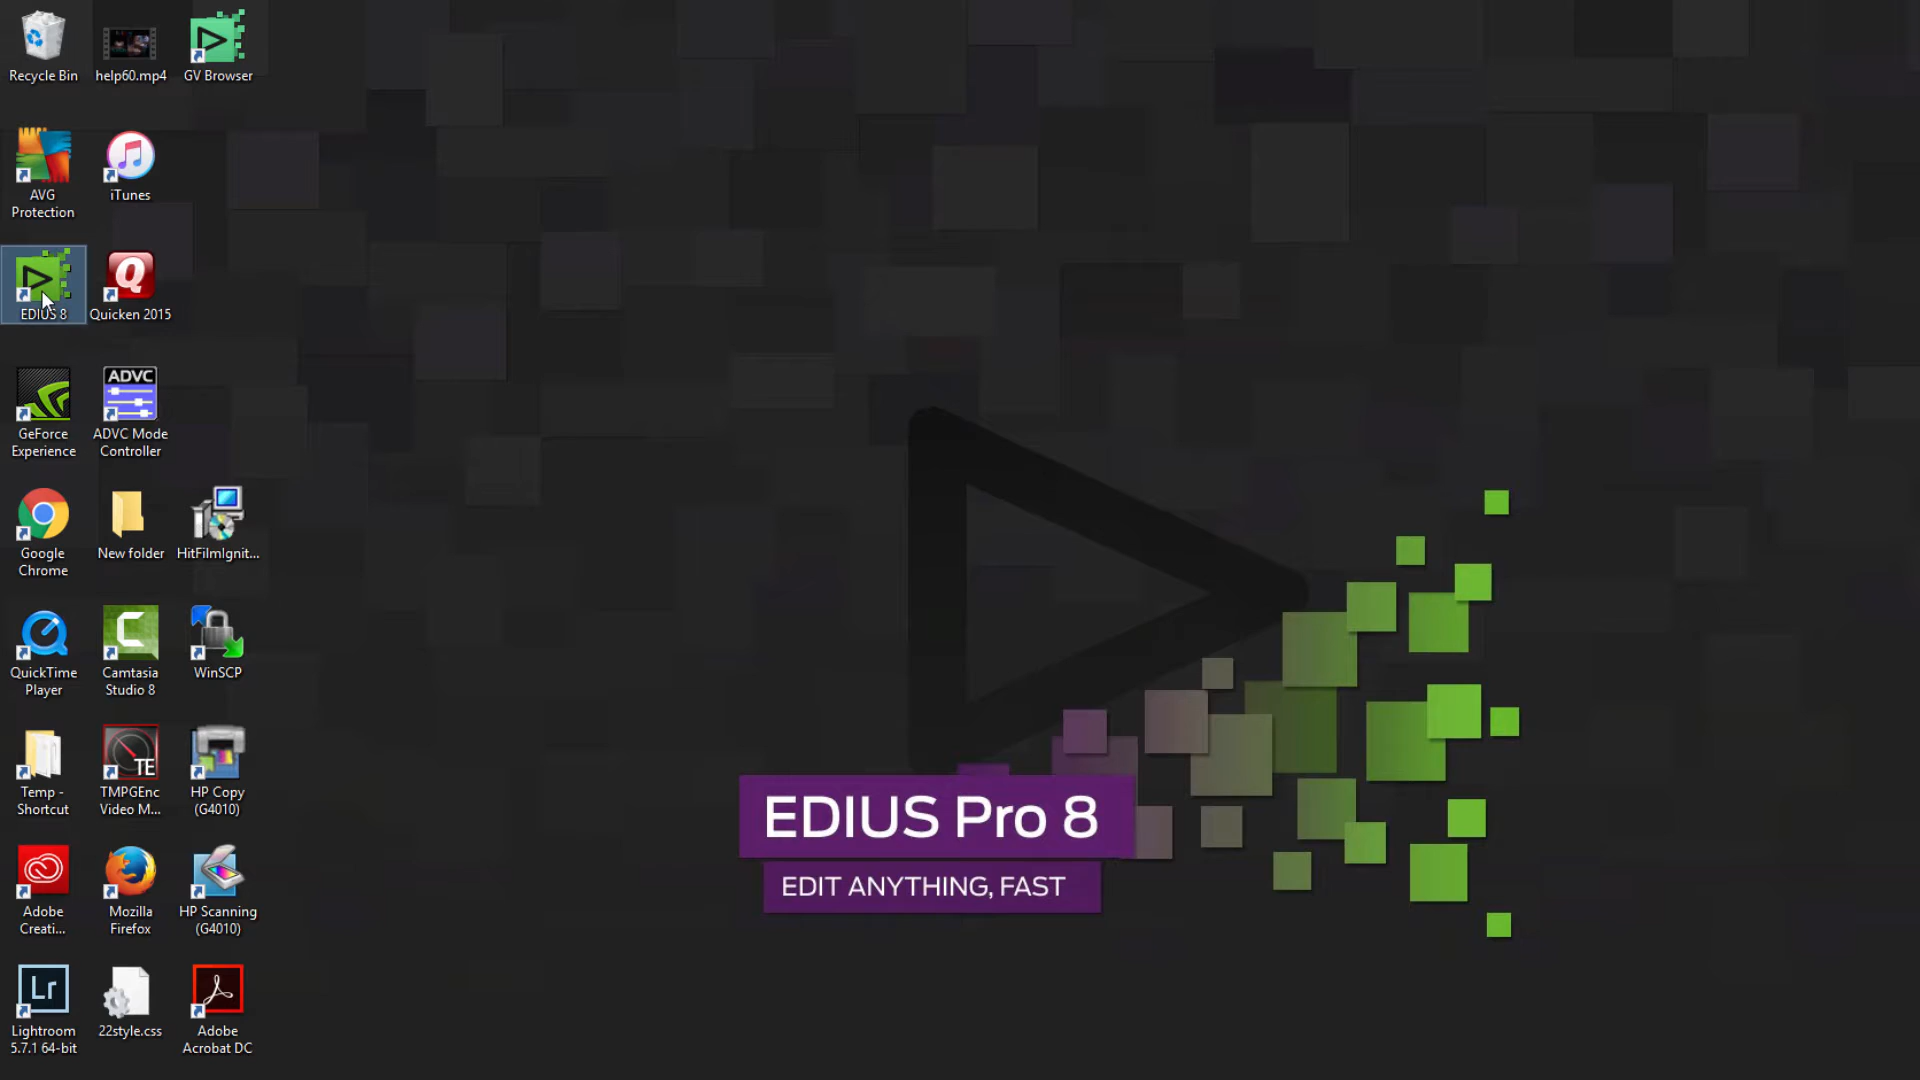 Recycle Bin
help60.mp4
GV Browser
AVG
Protection
iTunes
EDIUS 8
Q
Quicken 2015
GeForce
Experience
ADVC
ADVC Mode
Controller
Google
Chrome
New folder
HitFilmIgnit...
QuickTime
Player
C
Camtasia
Studio 8
WinSCP
Temp -
Shortcut
TE
TMPGEnc
Video M...
HP Copy
(G4010)
EDIUS Pro 8
EDIT ANYTHING, FAST
Adobe
Creati...
Mozilla
Firefox
HP Scanning
(G4010)
Lr
Lightroom
5.7.1 64-bit
22style.css
Adobe
Acrobat DC